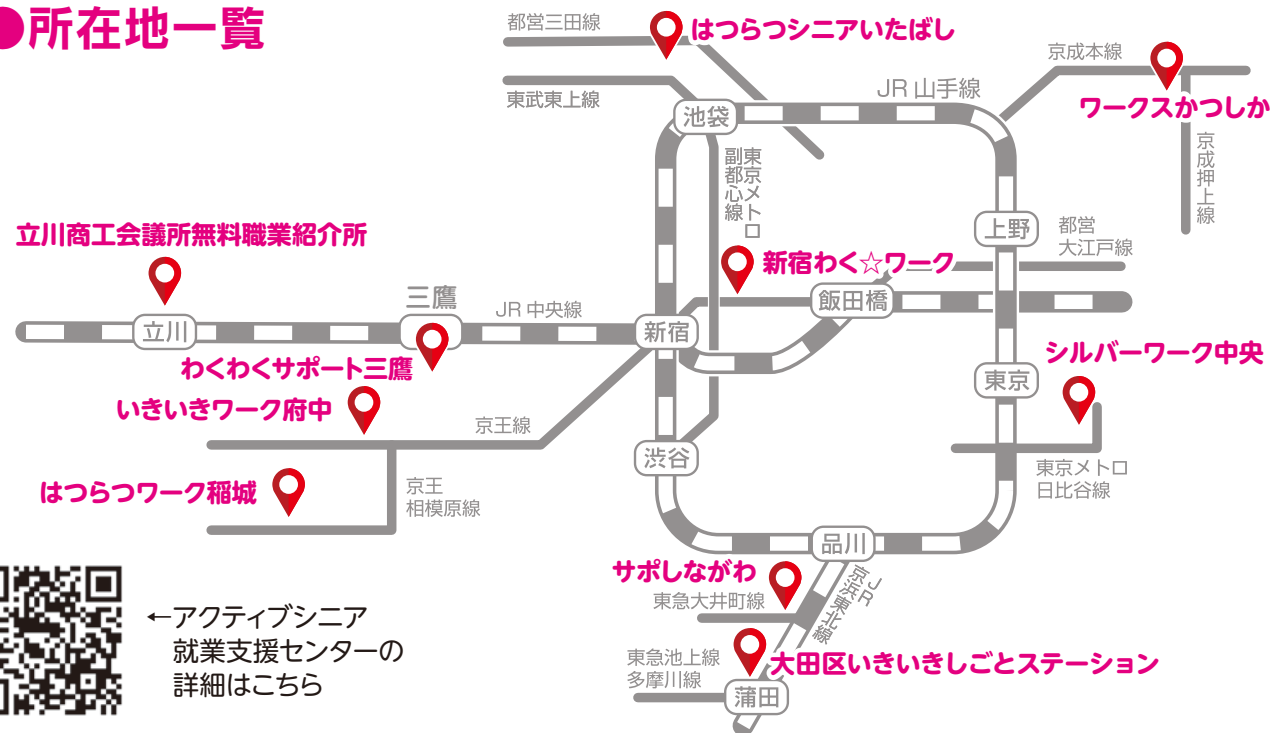 ●所在地一覧
都営三田線
はつらつシニアいたばし
京成本線
東武東上線
JR 山手線
ワークスかつしか
池袋
京成押上線
東京メトロ
副都心線
立川商工会議所無料職業紹介所
上野
都営
大江戸線
新宿わく☆ワーク
三鷹
JR 中央線
飯田橋
立川
新宿
シルバーワーク中央
わくわくサポート三鷹
東京
いきいきワーク府中
京王線
渋谷
東京メトロ
日比谷線
はつらつワーク稲城
京王
相模原線
品川
サポしながわ
JR
京浜東北線
東急大井町線
←アクティブシニア
就業支援センターの
詳細はこちら
東急池上線
多摩川線
大田区いきいきしごとステーション
蒲田